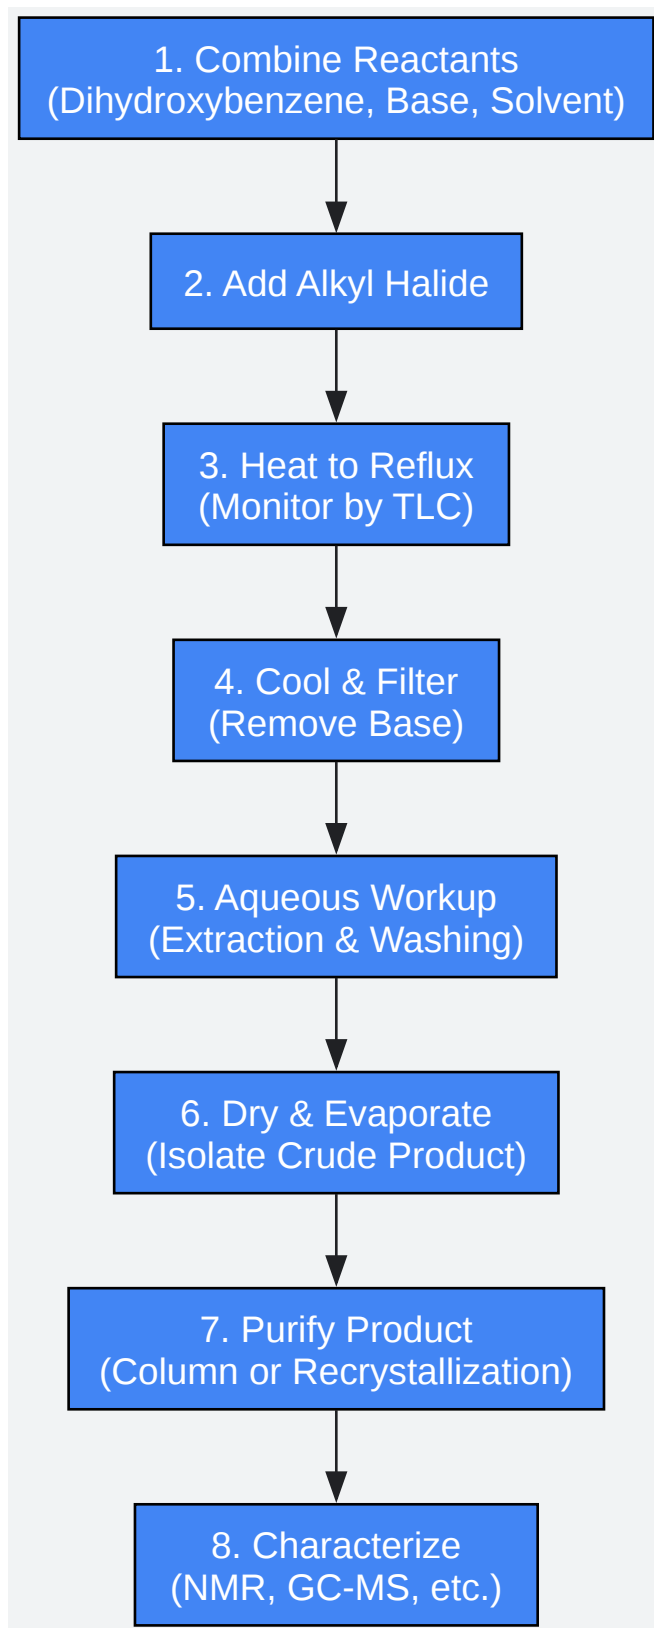 1. Combine Reactants
(Dihydroxybenzene, Base, Solvent)
2. Add Alkyl Halide
3. Heat to Reflux
(Monitor by TLC)
4. Cool & Filter
(Remove Base)
5. Aqueous Workup
(Extraction & Washing)
6. Dry & Evaporate
(Isolate Crude Product)
7. Purify Product
(Column or Recrystallization)
8. Characterize
(NMR, GC-MS, etc.)